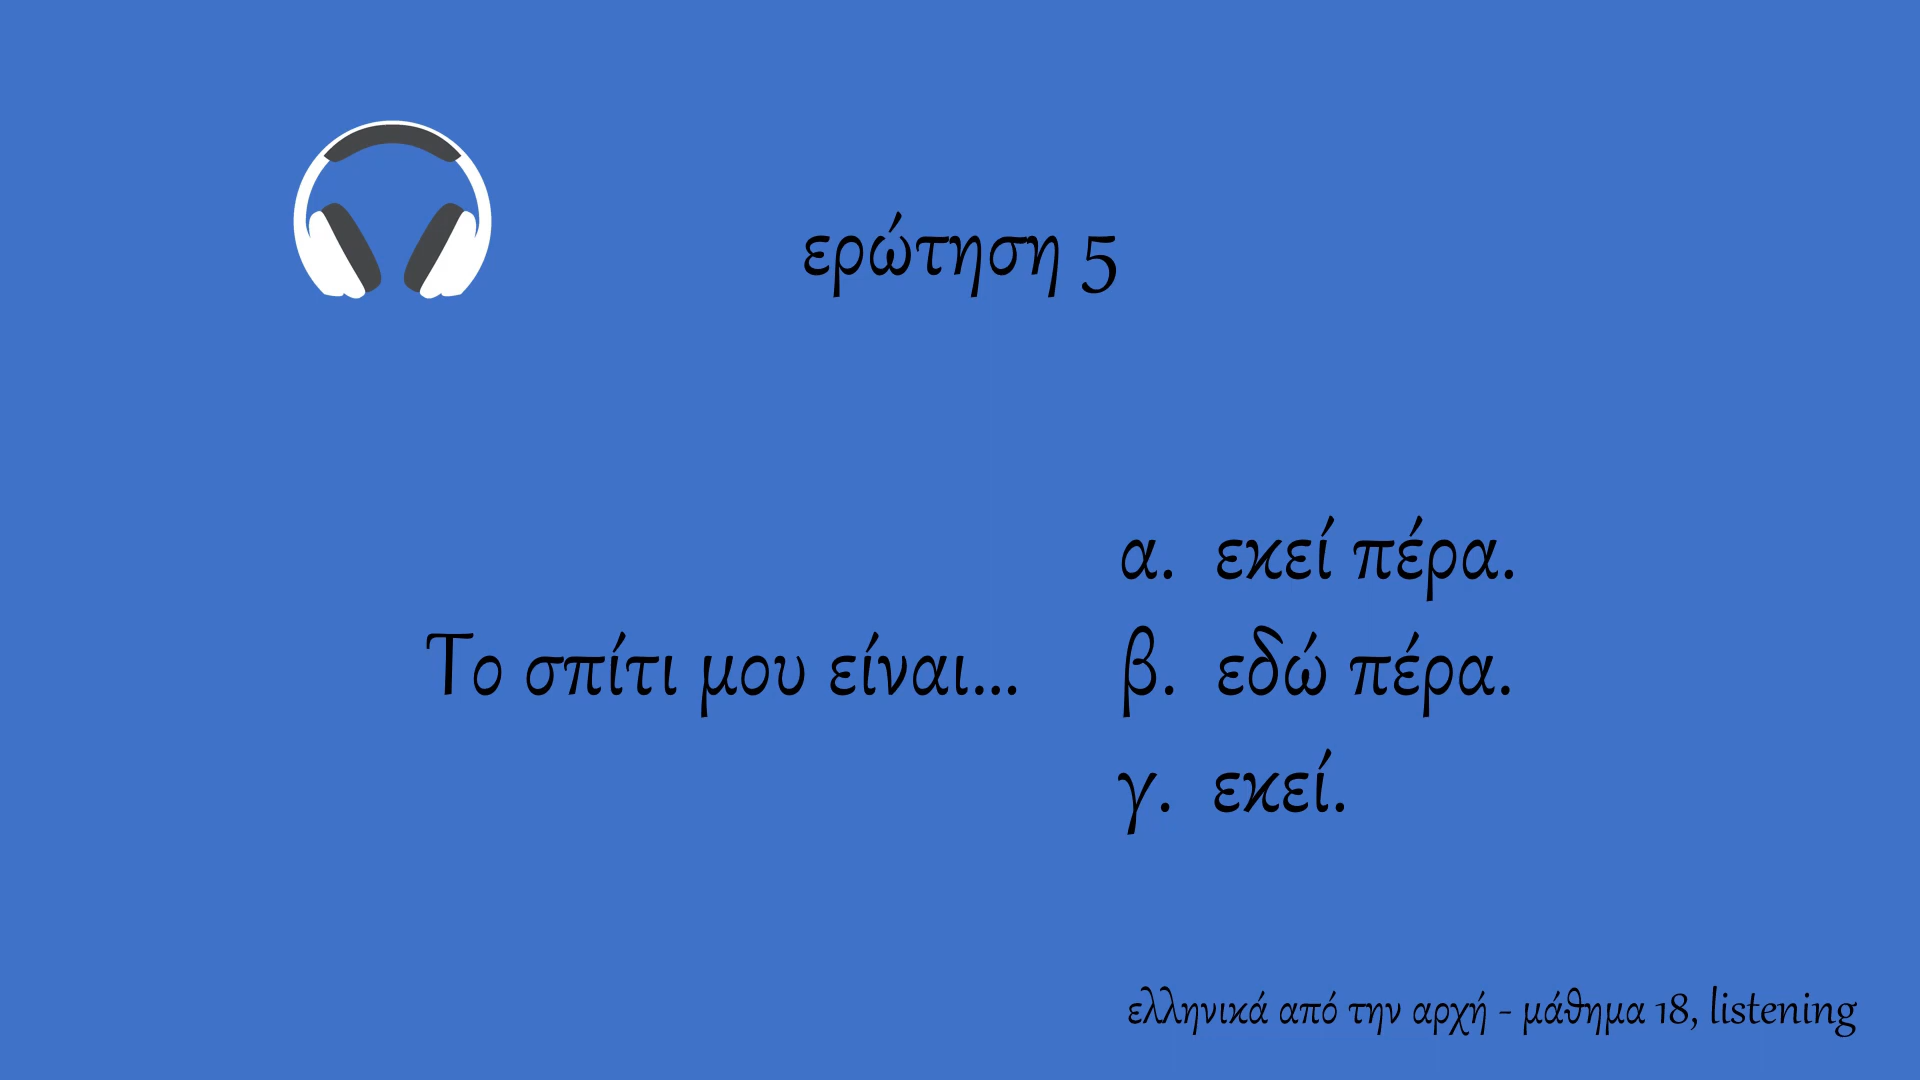 ερώτηση 5
α. εκεί πέρα.
Το σπίτι μου είναι... β. εδώ πέρα.
γ. εκεί.
ελληνικά από την αρχή - μάθημα 18, listening